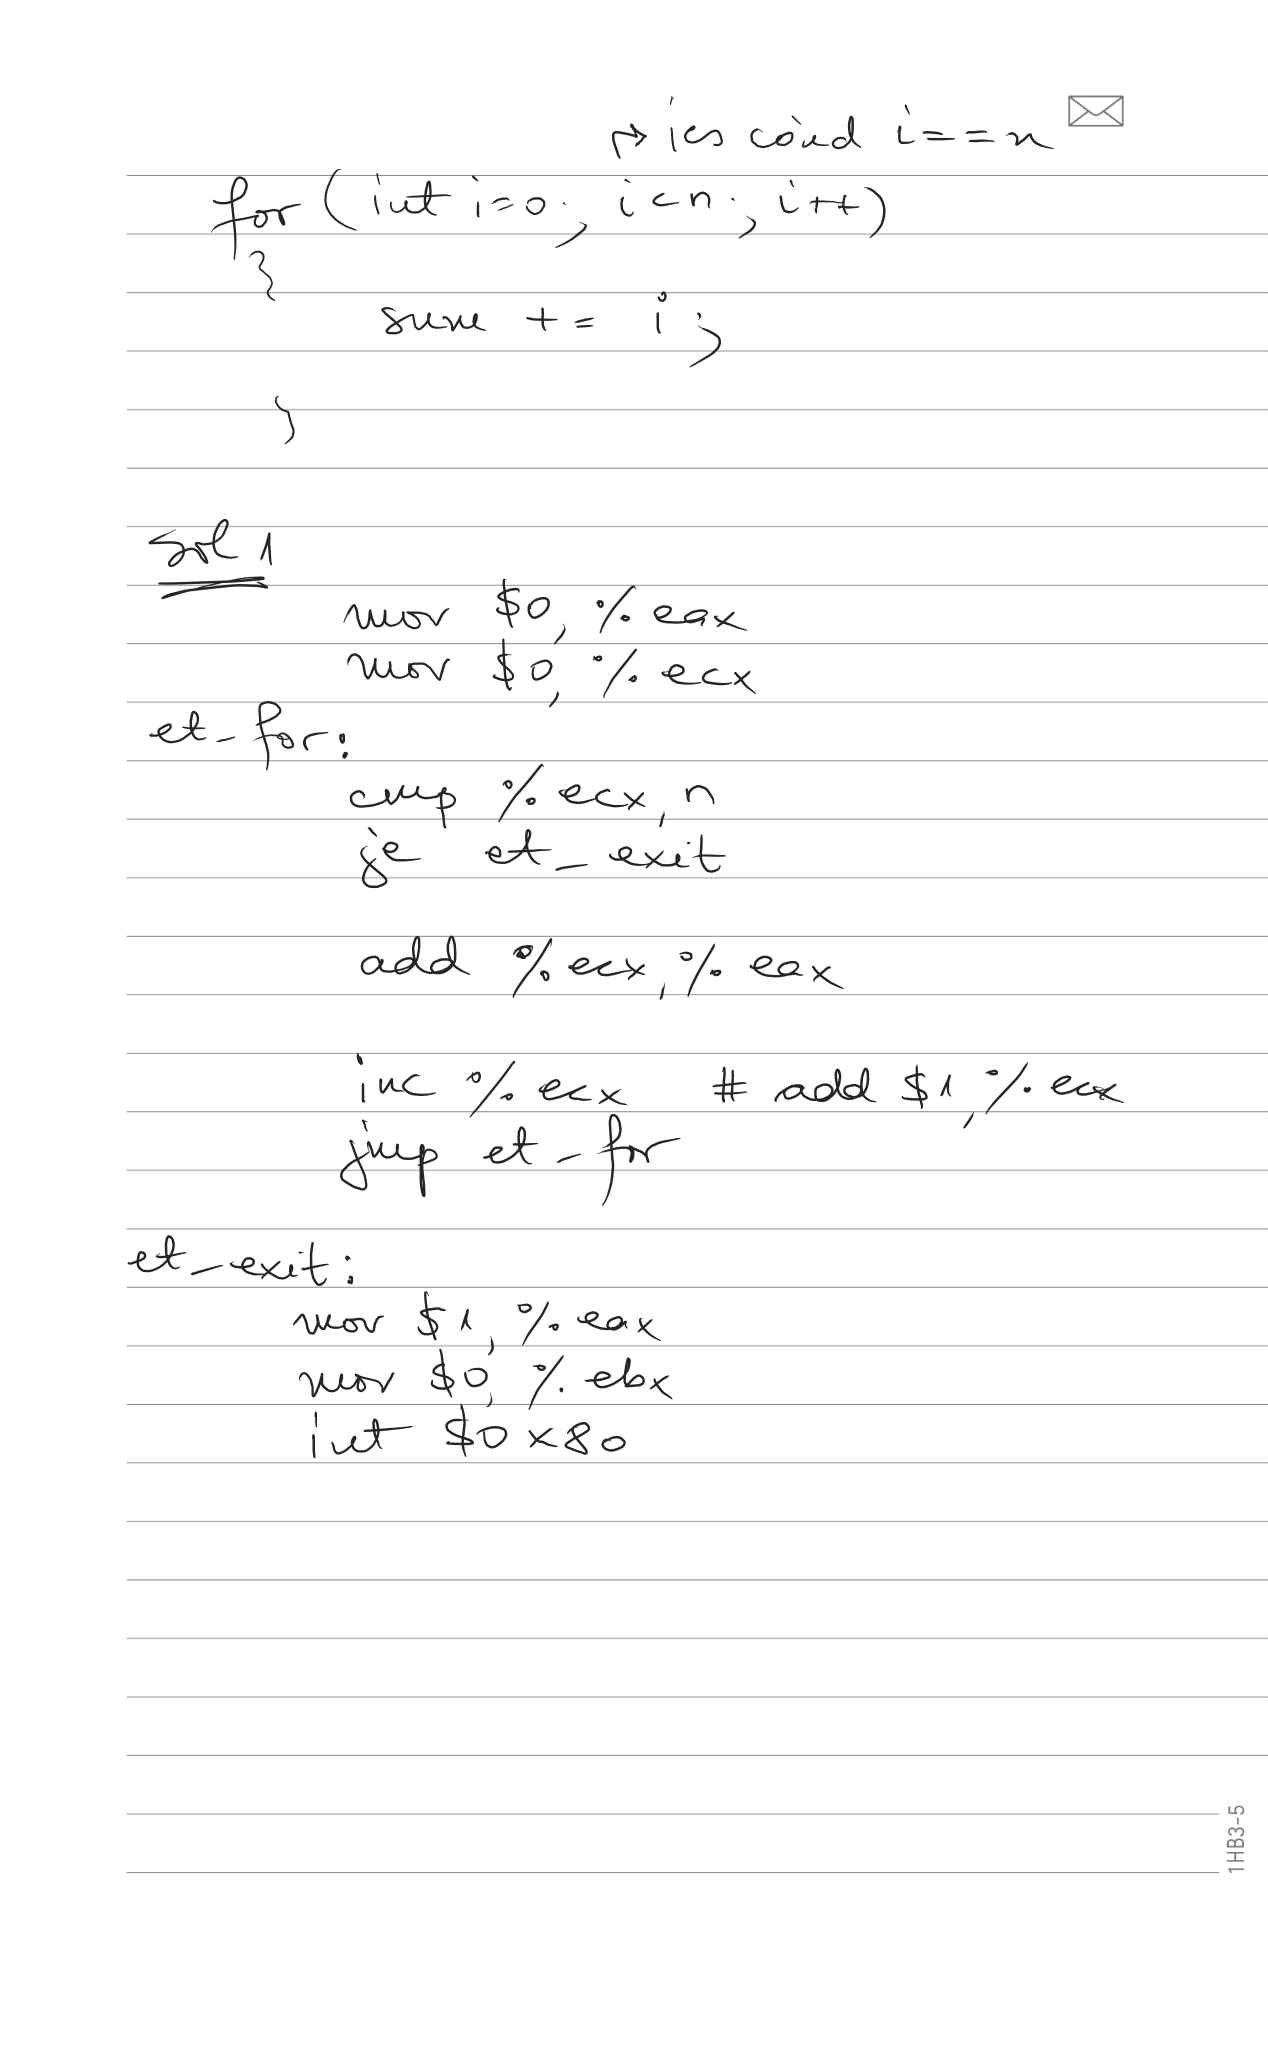 → ies când i==n
for (int i=0; i<n; i++)
{
sum += i;
}
sol 1
mov $0, %eax
mov $0, %ecx
et_for:
cmp %ecx, n
je et_exit
add %ecx, %eax
inc %ecx # add $1, %ecx
jmp et_for
et_exit:
mov $1, %eax
mov $0, %ebx
int $0x80
1HB3-5